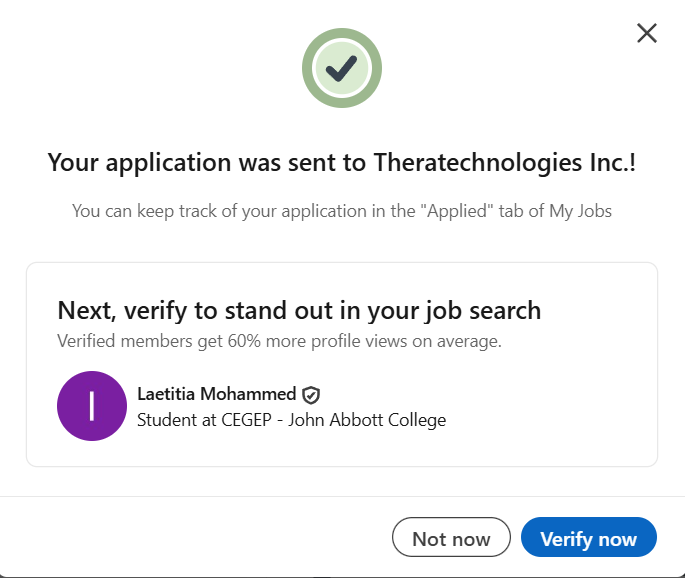 Your application was sent to Theratechnologies Inc.!
You can keep track of your application in the "Applied" tab of My Jobs
Next, verify to stand out in your job search
Verified members get 60% more profile views on average.
l
Laetitia Mohammed
Student at CEGEP - John Abbott College
Not now
Verify now